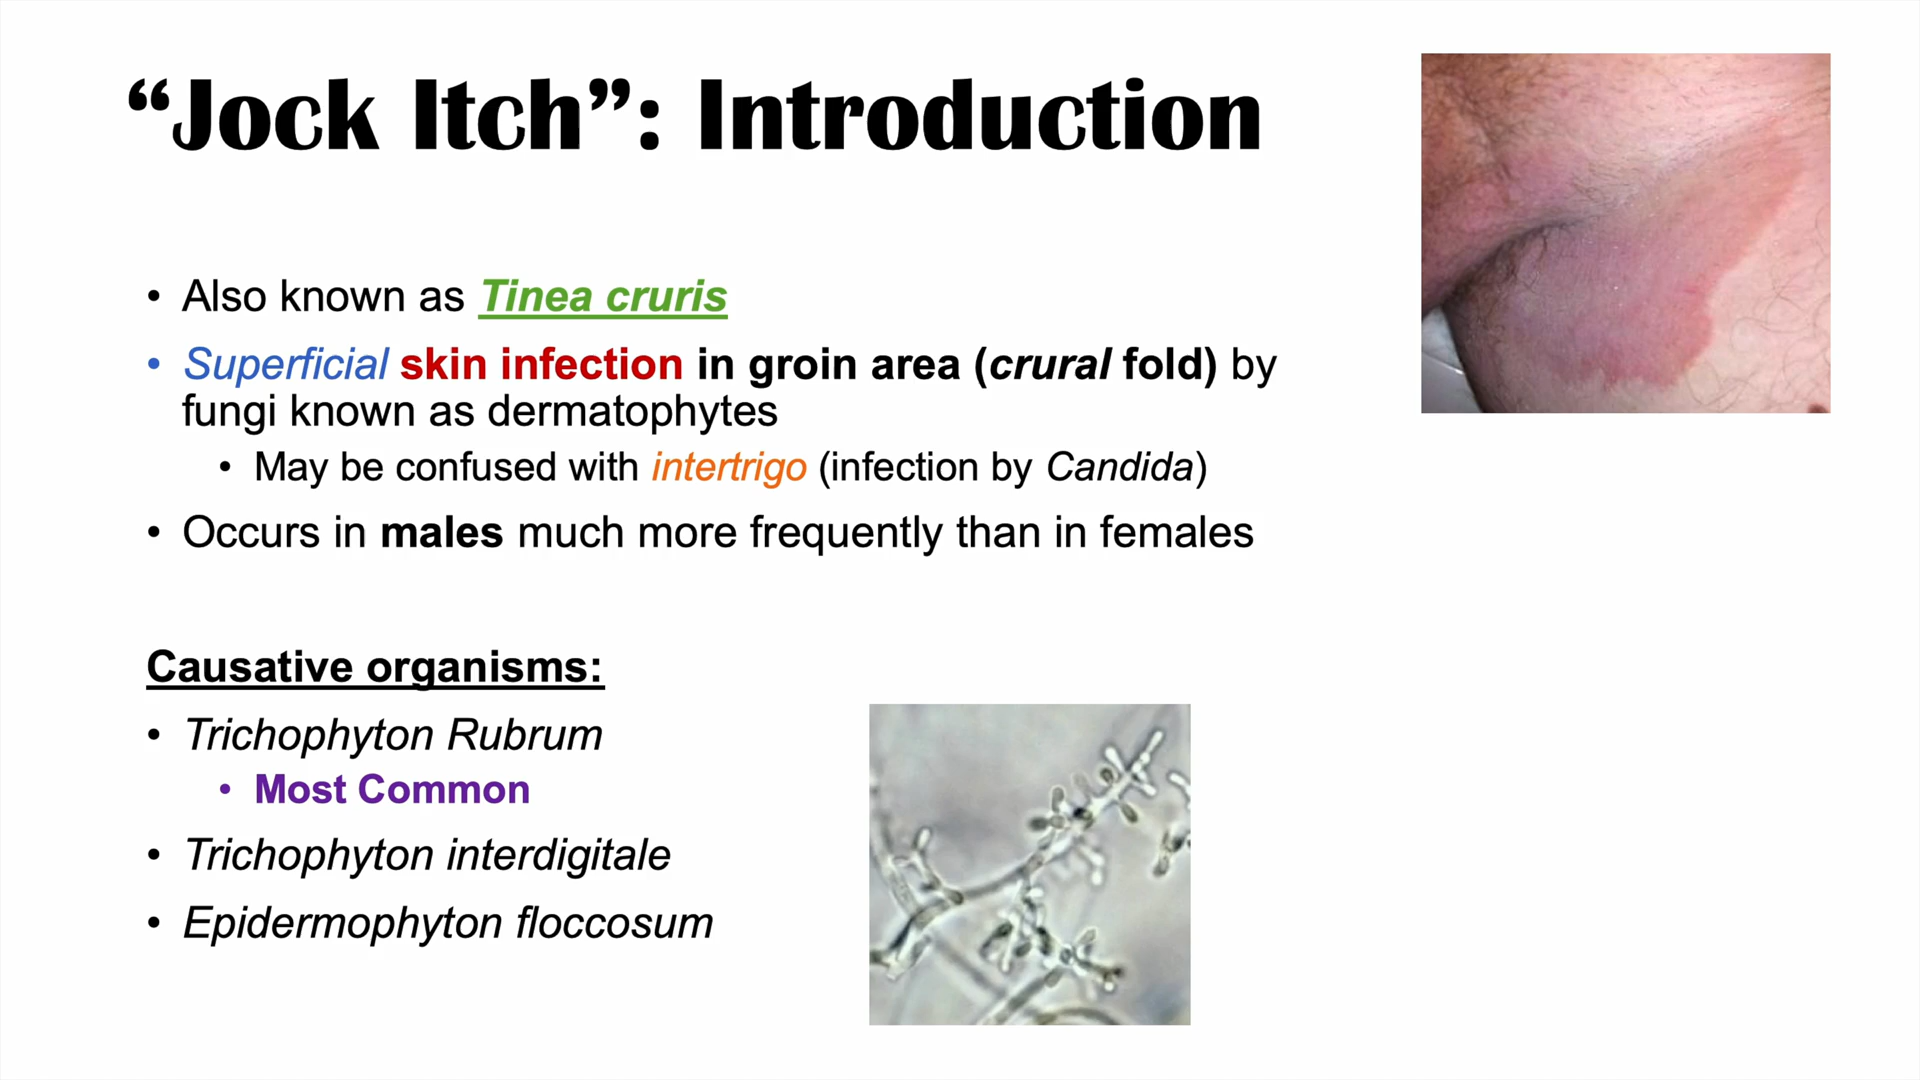 “Jock Itch”: Introduction
• Also known as Tinea cruris
• Superficial skin infection in groin area (crural fold) by
fungi known as dermatophytes
• May be confused with intertrigo (infection by Candida)
• Occurs in males much more frequently than in females
Causative organisms:
• Trichophyton Rubrum
• Most Common
• Trichophyton interdigitale
• Epidermophyton floccosum